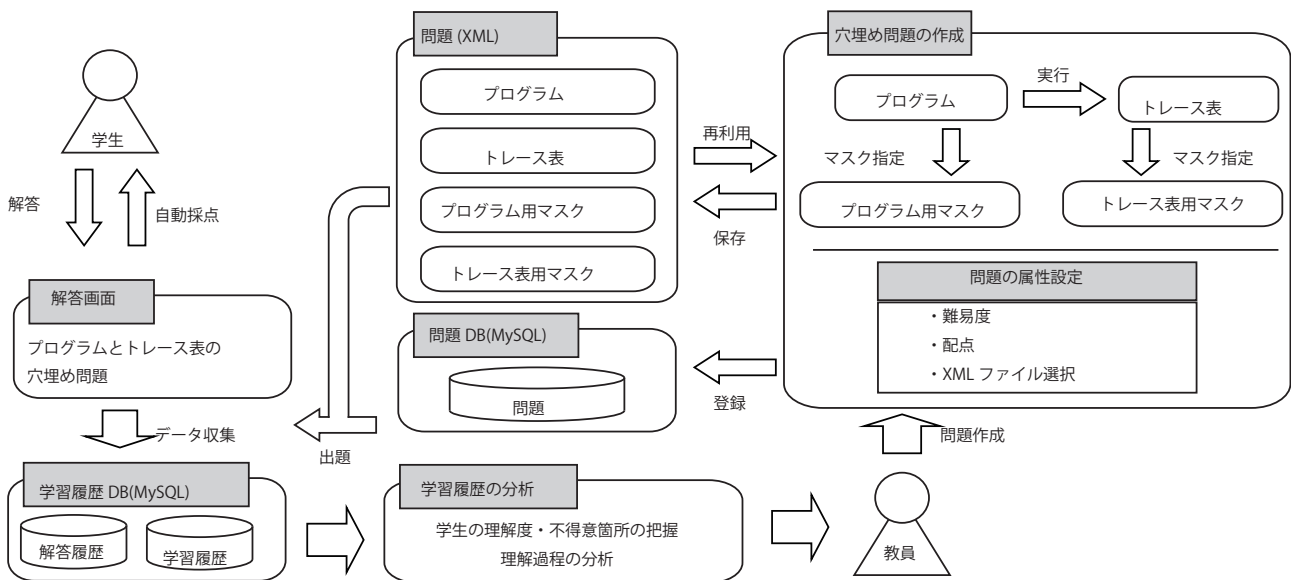 学生
解答
自動採点
解答画面
プログラムとトレース表の
穴埋め問題
データ収集
学習履歴 DB(MySQL)
解答履歴
学習履歴
問題 (XML)
プログラム
トレース表
プログラム用マスク
トレース表用マスク
問題 DB(MySQL)
問題
出題
再利用
保存
登録
穴埋め問題の作成
プログラム
実行
トレース表
マスク指定
マスク指定
プログラム用マスク
トレース表用マスク
問題の属性設定
・難易度
・配点
・XML ファイル選択
問題作成
学習履歴の分析
学生の理解度・不得意箇所の把握
理解過程の分析
教員